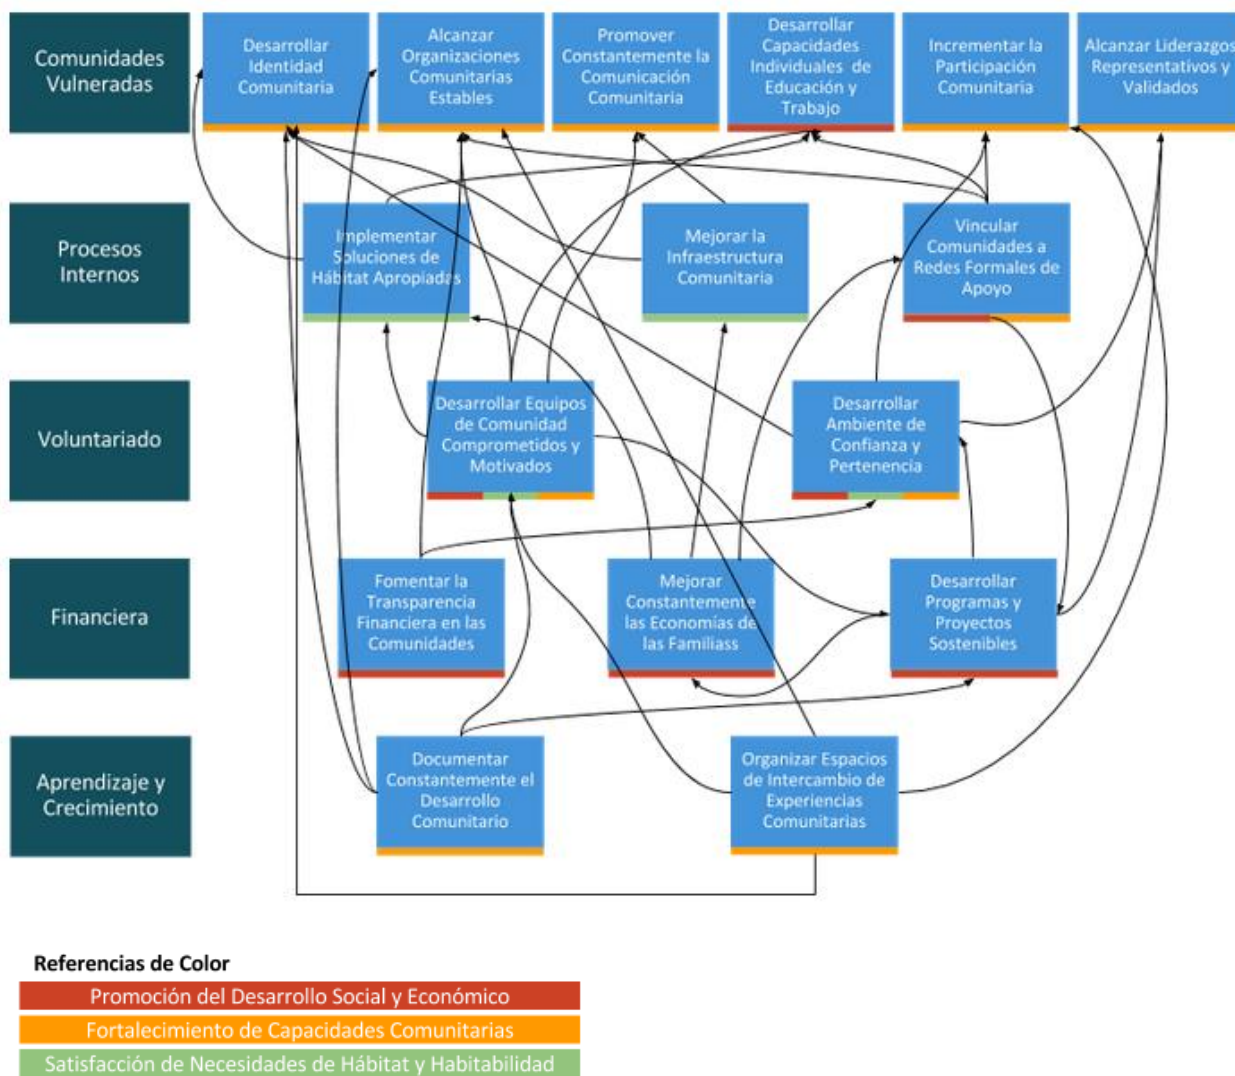 Comunidades
Vulneradas
Desarrollar
Identidad
Comunitaria
Alcanzar
Organizaciones
Comunitarias
Estables
Promover
Constantemente la
Comunicación
Comunitaria
Desarrollar
Capacidades
Individuales de
Educación y
Trabajo
Incrementar la
Participación
Comunitaria
Alcanzar Liderazgos
Representativos y
Validados
Procesos
Internos
Implementar
Soluciones de
Hábitat Apropiadas
Mejorar la
Infraestructura
Comunitaria
Vincular
Comunidades a
Redes Formales de
Apoyo
Voluntariado
Desarrollar Equipos
de Comunidad
Comprometidos y
Motivados
Desarrollar
Ambiente de
Confianza y
Pertenencia
Financiera
Fomentar la
Transparencia
Financiera en las
Comunidades
Mejorar
Constantemente
las Economías de
las Familiass
Desarrollar
Programas y
Proyectos
Sostenibles
Aprendizaje y
Crecimiento
Documentar
Constantemente el
Desarrollo
Comunitario
Organizar Espacios
de Intercambio de
Experiencias
Comunitarias
Referencias de Color
Promoción del Desarrollo Social y Económico
Fortalecimiento de Capacidades Comunitarias
Satisfacción de Necesidades de Hábitat y Habitabilidad